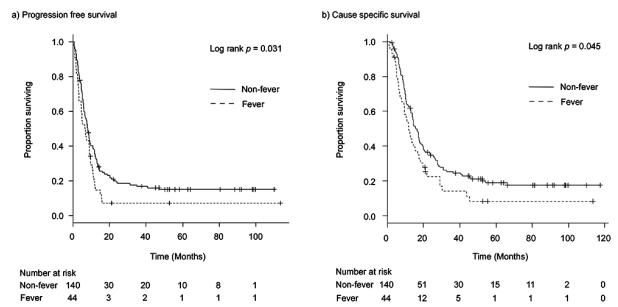 a) Progression free survival
b) Cause specific survival
Log rank p = 0.031
Non-fever
Fever
Proportion surviving
1.0
0.8
0.6
0.4
0.2
0.0
0 20 40 60 80 100
Time (Months)
Number at risk
Non-fever 140 30 20 10 8 1
Fever 44 3 2 1 1 1
Log rank p = 0.045
Non-fever
Fever
Proportion surviving
1.0
0.8
0.6
0.4
0.2
0.0
0 20 40 60 80 100 120
Time (Months)
Number at risk
Non-fever 140 51 30 15 11 2 0
Fever 44 12 5 1 1 1 0